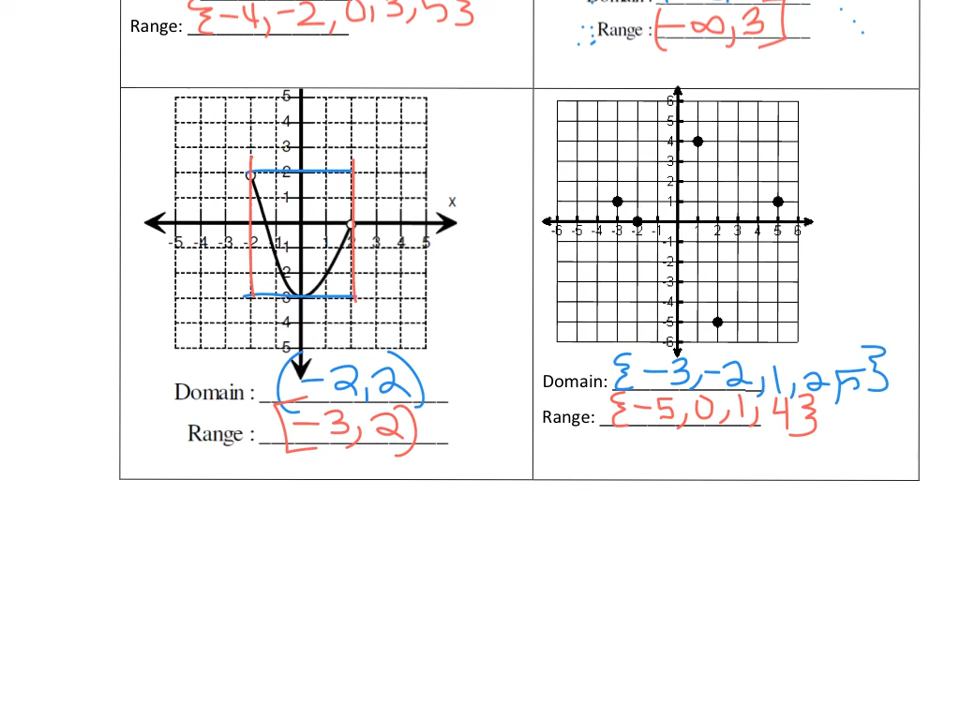 Range: {-4, -2, 0, 3, 5}
Range : (-∞, 3]
5
4
3
2
1
x
-5 -4 -3 -2 -1 1 2 3 4 5
1
2
3
4
5
Domain : (-2, 2)
Range : [-3, 2)
6
5
4
3
2
1
-6 -5 -4 -3 -2 -1 1 2 3 4 5 6
-1
-2
-3
-4
-5
-6
Domain: {-3, -2, 1, 2, 5}
Range: {-5, 0, 1, 4}